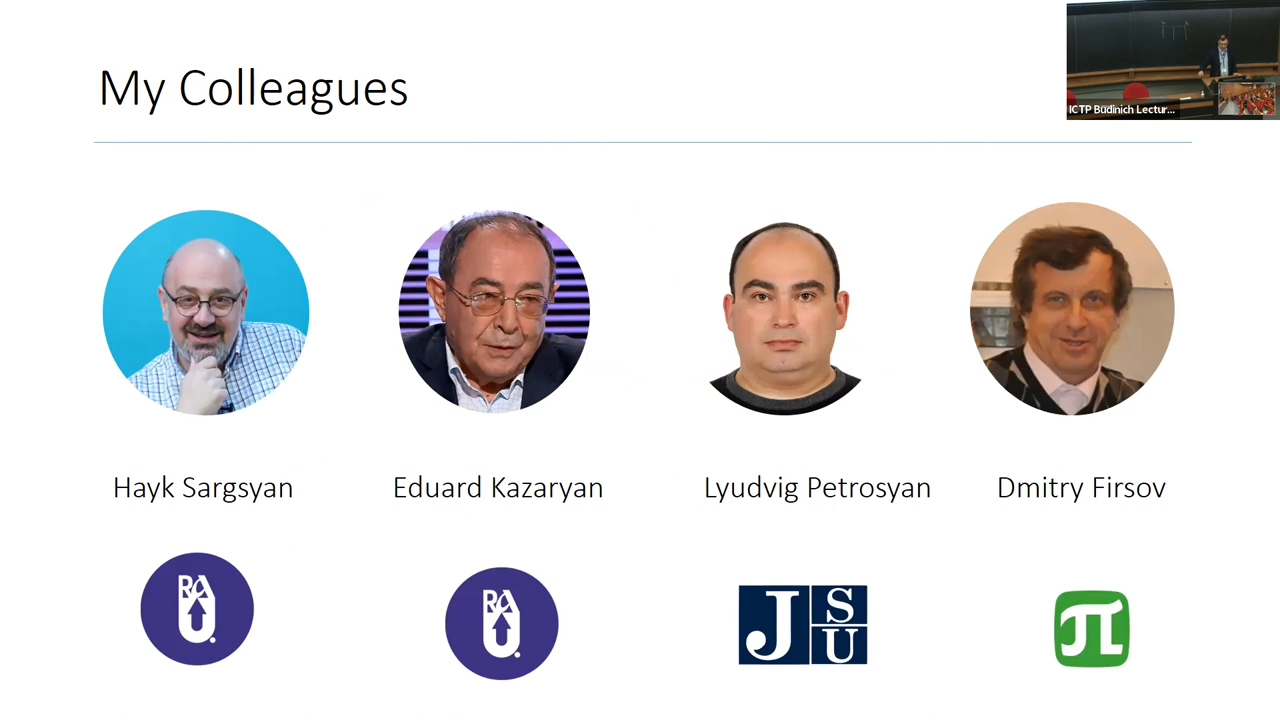 My Colleagues
ICTP Budinich Lectur...
Hayk Sargsyan
Eduard Kazaryan
Lyudvig Petrosyan
Dmitry Firsov
RAU
RAU
JSU
π